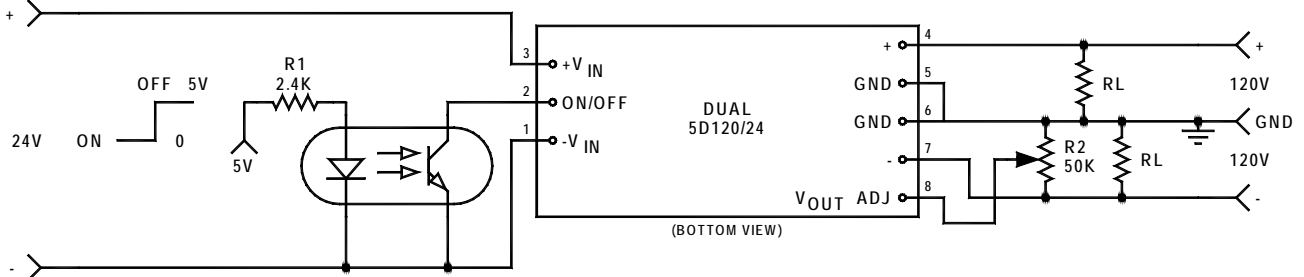 +
24V
-
OFF 5V
ON 0
5V
R1
2.4K
3
+V IN
2
ON/OFF
1
-V IN
DUAL
5D120/24
+
4
GND
5
GND
6
-
7
VOUT ADJ
8
(BOTTOM VIEW)
RL
R2
50K
RL
+
120V
GND
120V
-